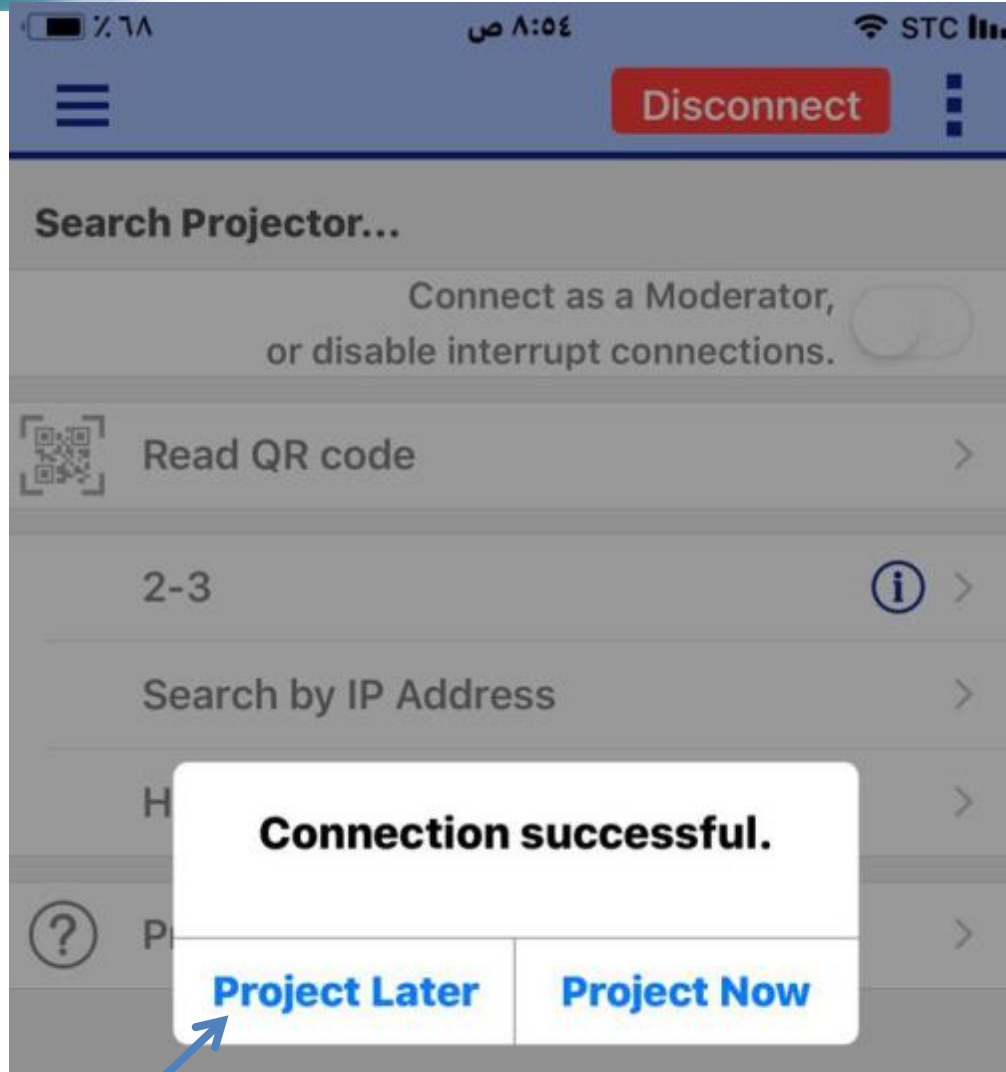 ٪ ٦٨
٨:٥٤ ص
STC
Disconnect
Search Projector...
Connect as a Moderator,
or disable interrupt connections.
Read QR code
2-3
Search by IP Address
H
Connection successful.
P
Project Later
Project Now